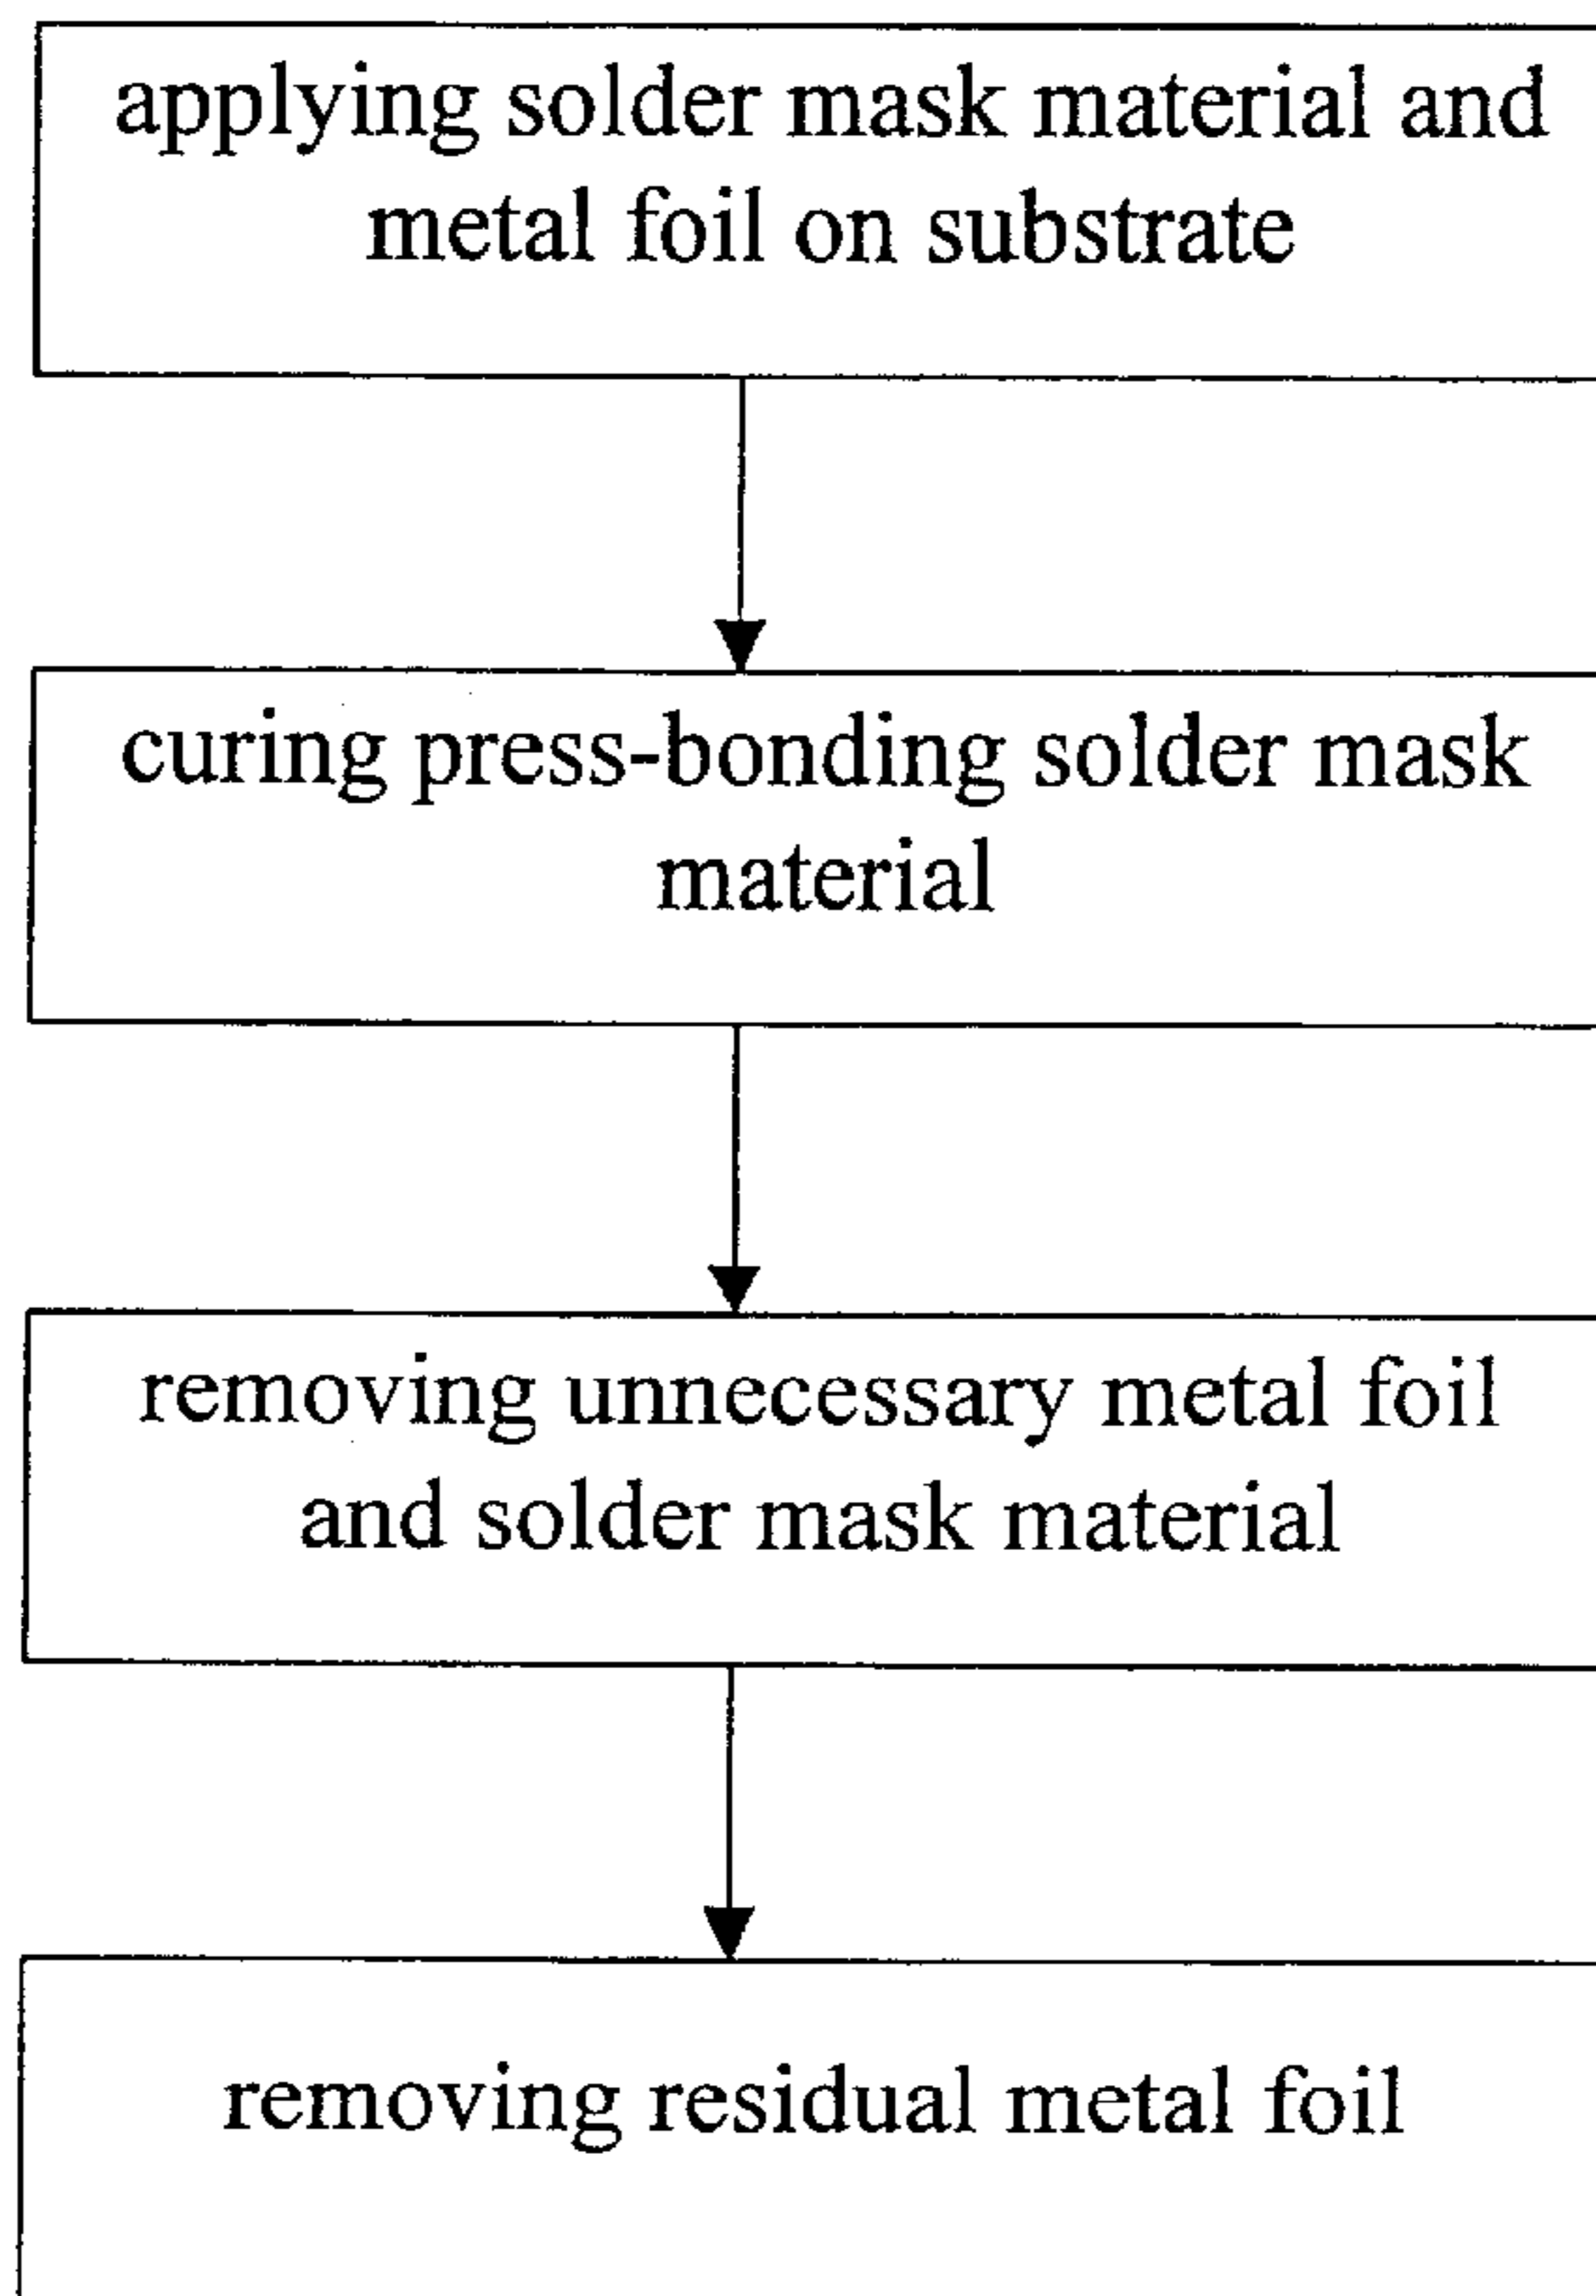 applying solder mask material and
metal foil on substrate
curing press-bonding solder mask
material
removing unnecessary metal foil
and solder mask material
removing residual metal foil